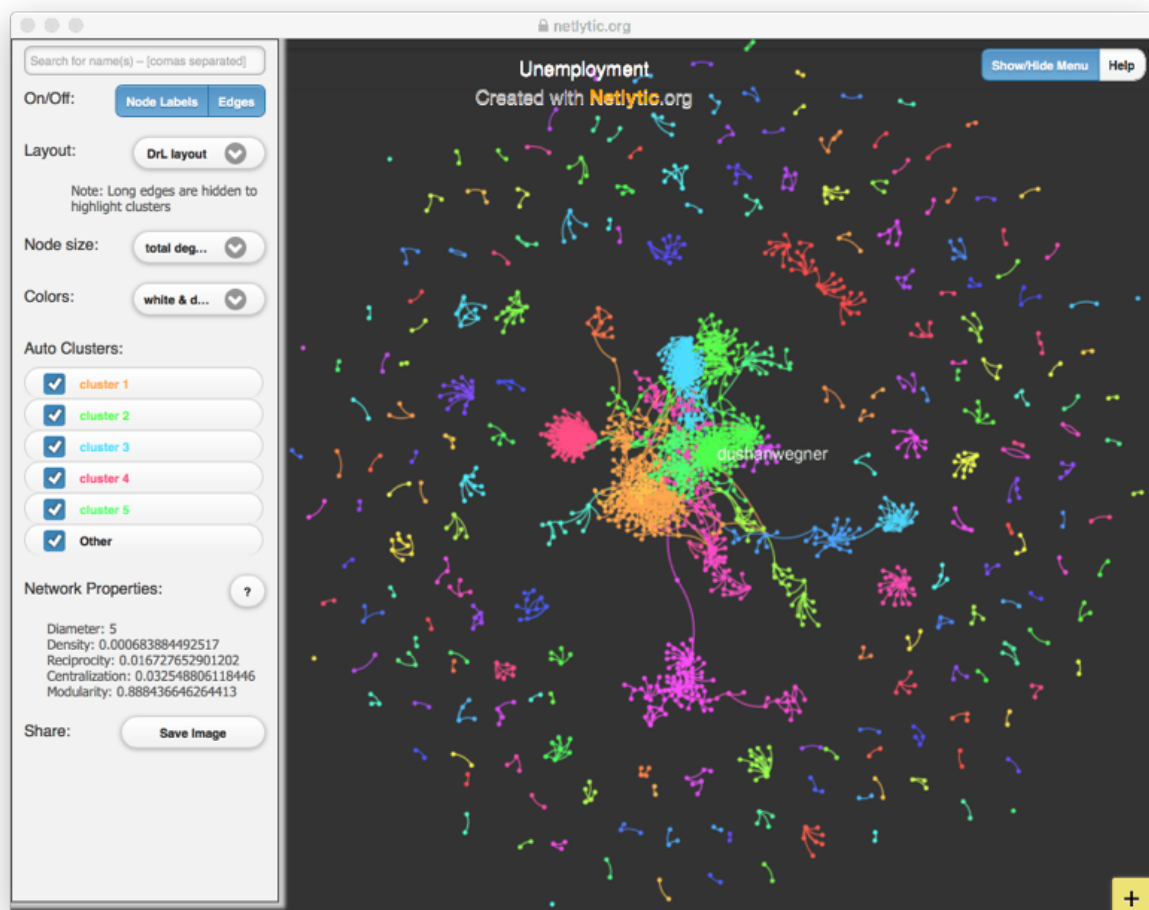 netlytic.org
Search for name(s) – [comas separated]
On/Off:
Node Labels
Edges
Layout:
DrL layout
Note: Long edges are hidden to
highlight clusters
Node size:
total deg...
Colors:
white & d...
Auto Clusters:
cluster 1
cluster 2
cluster 3
cluster 4
cluster 5
Other
Network Properties:
?
Diameter: 5
Density: 0.000683884492517
Reciprocity: 0.016727652901202
Centralization: 0.032548806118446
Modularity: 0.888436646264413
Share:
Save Image
Unemployment
Created with Netlytic.org
Show/Hide Menu
Help
dushanwegner
+